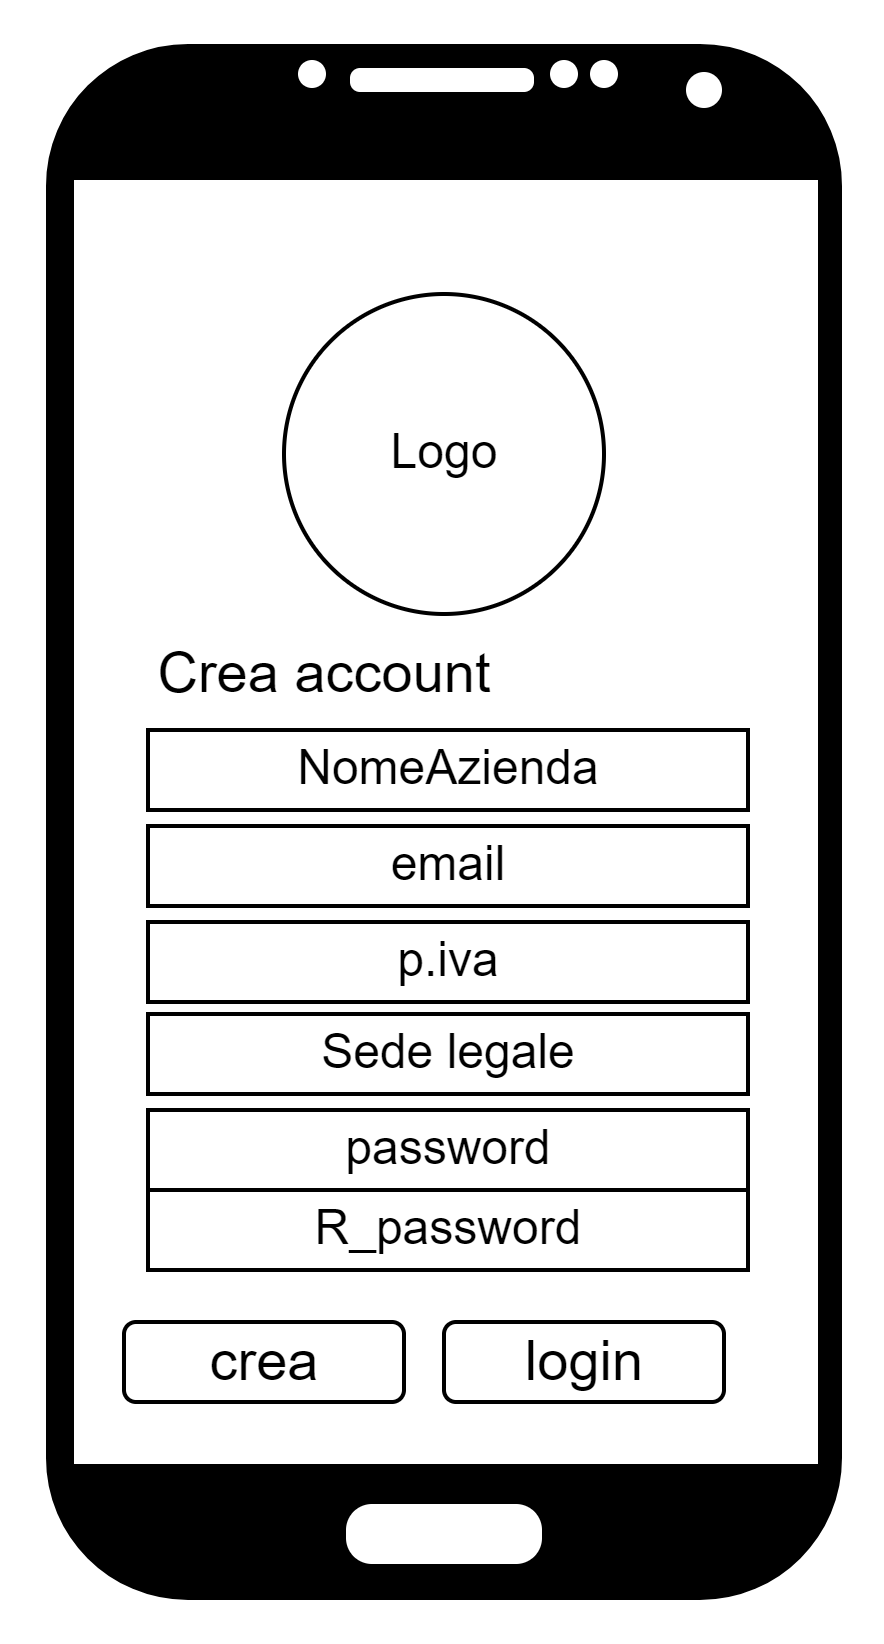 Logo
Crea account
NomeAzienda
email
p.iva
Sede legale
password
R_password
crea
login